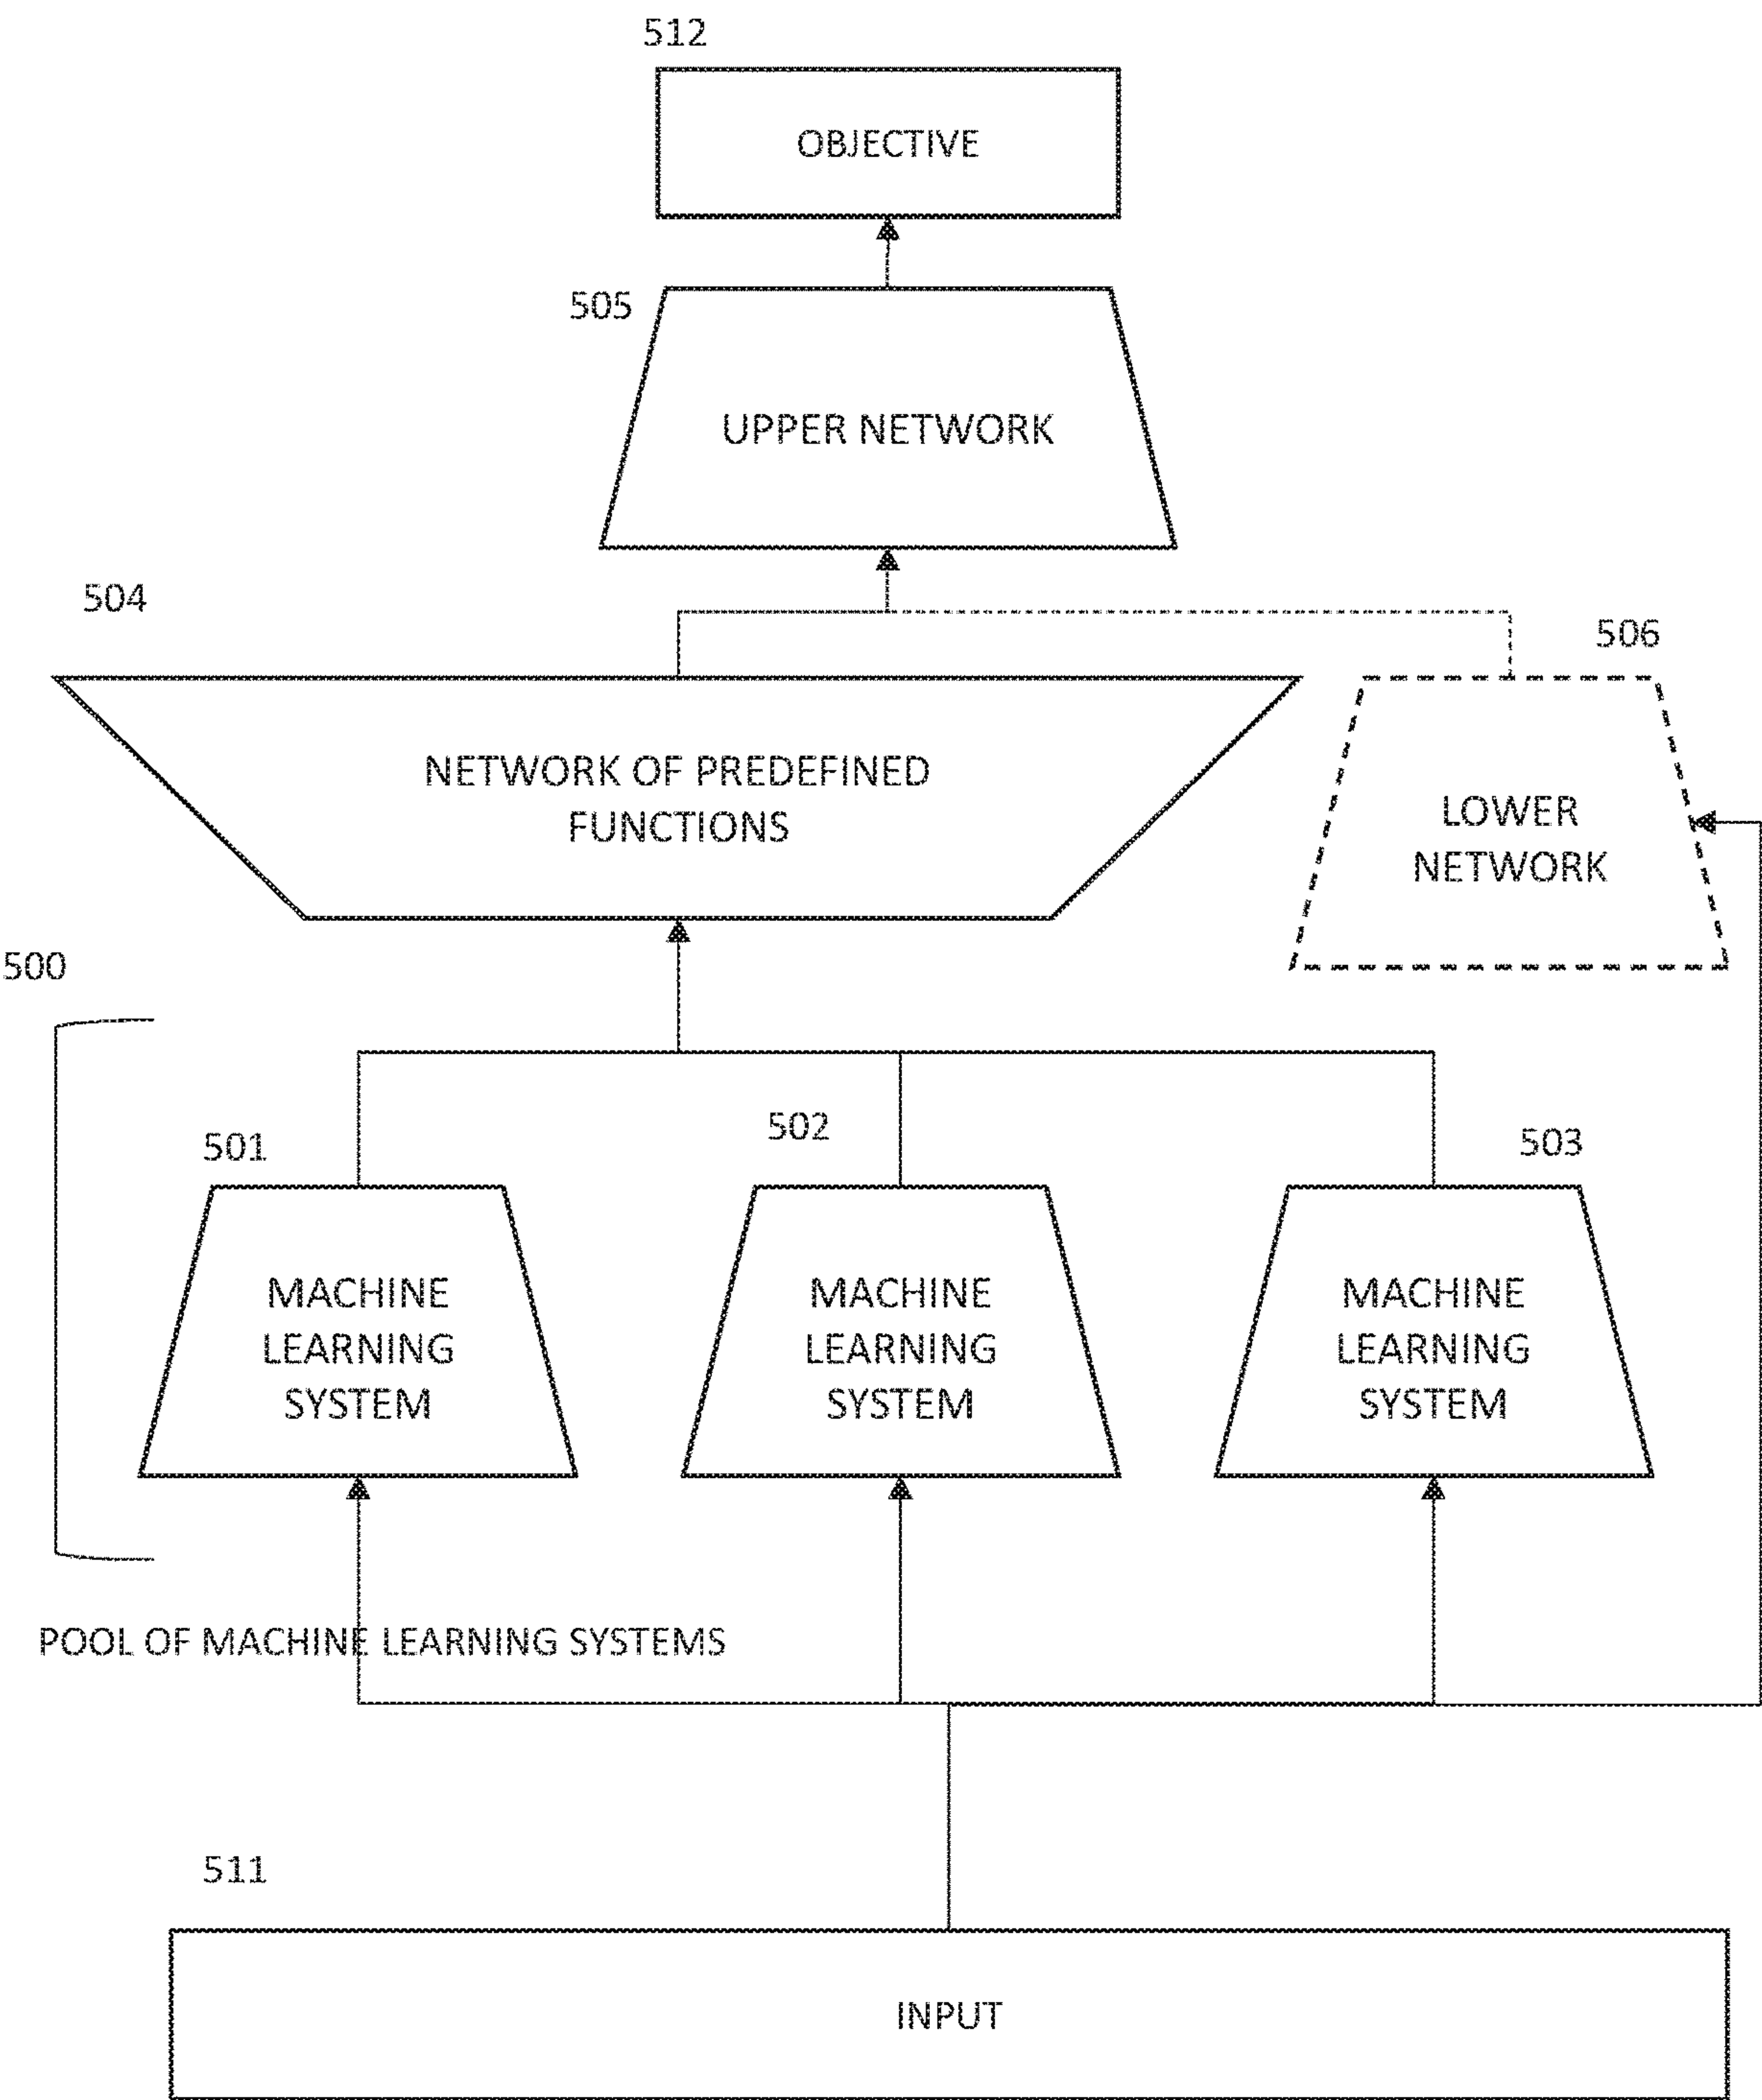 512
OBJECTIVE
505
UPPER NETWORK
504
506
NETWORK OF PREDEFINED
FUNCTIONS
LOWER
NETWORK
500
501
502
503
MACHINE
LEARNING
SYSTEM
MACHINE
LEARNING
SYSTEM
MACHINE
LEARNING
SYSTEM
POOL OF MACHINE LEARNING SYSTEMS
511
INPUT